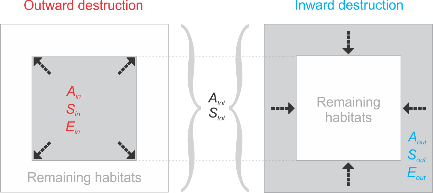 Outward destruction
Inward destruction
A_in
S_in
E_in
Remaining habitats
A_tot
S_tot
Remaining
habitats
A_out
S_out
E_out